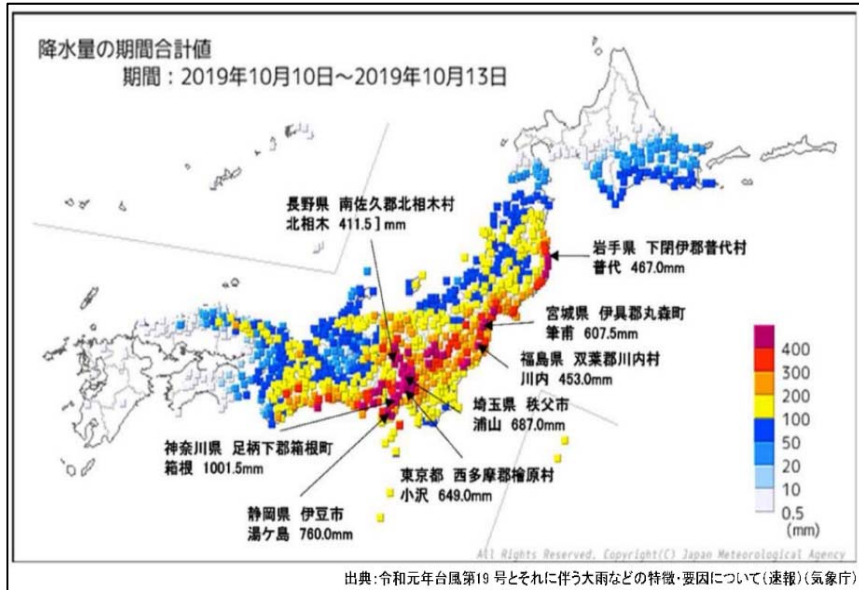 降水量の期間合計値
期間：2019年10月10日～2019年10月13日
長野県 南佐久郡北相木村
北相木 411.5］mm
岩手県 下閉伊郡普代村
普代 467.0mm
宮城県 伊具郡丸森町
筆甫 607.5mm
福島県 双葉郡川内村
川内 453.0mm
埼玉県 秩父市
浦山 687.0mm
神奈川県 足柄下郡箱根町
箱根 1001.5mm
東京都 西多摩郡檜原村
小沢 649.0mm
静岡県 伊豆市
湯ケ島 760.0mm
400
300
200
100
50
20
10
0.5
(mm)
All Rights Reserved, Copyright(C) Japan Meteorological Agency
出典：令和元年台風第19 号とそれに伴う大雨などの特徴・要因について（速報）（気象庁）